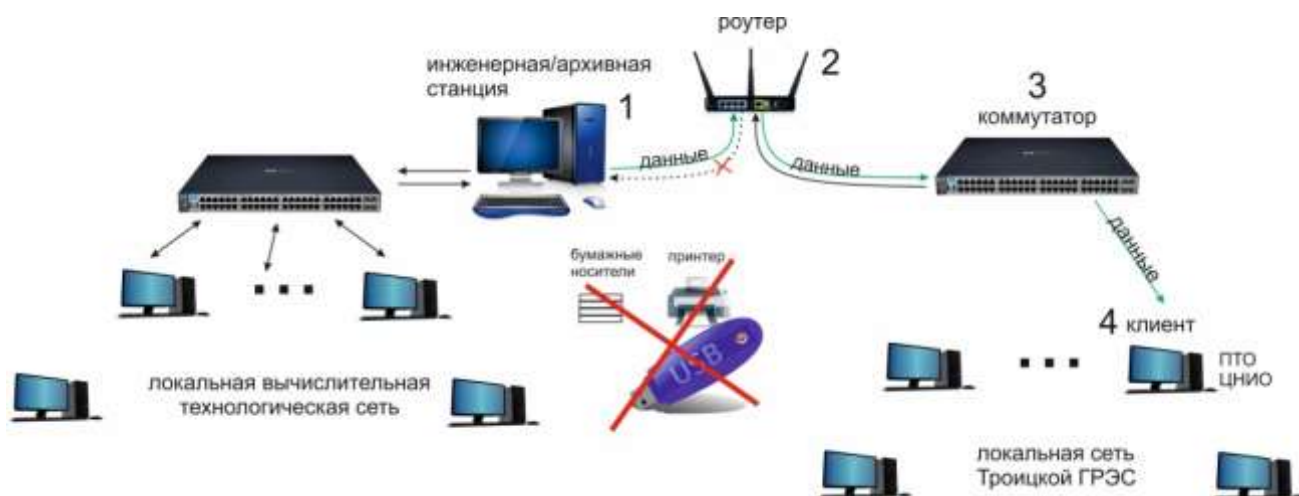 роутер
2
инженерная/архивная
станция
1
3
коммутатор
данные
данные
данные
бумажные
носители
принтер
USB
4 клиент
ПТО
ЦНИО
локальная вычислительная
технологическая сеть
локальная сеть
Троицкой ГРЭС